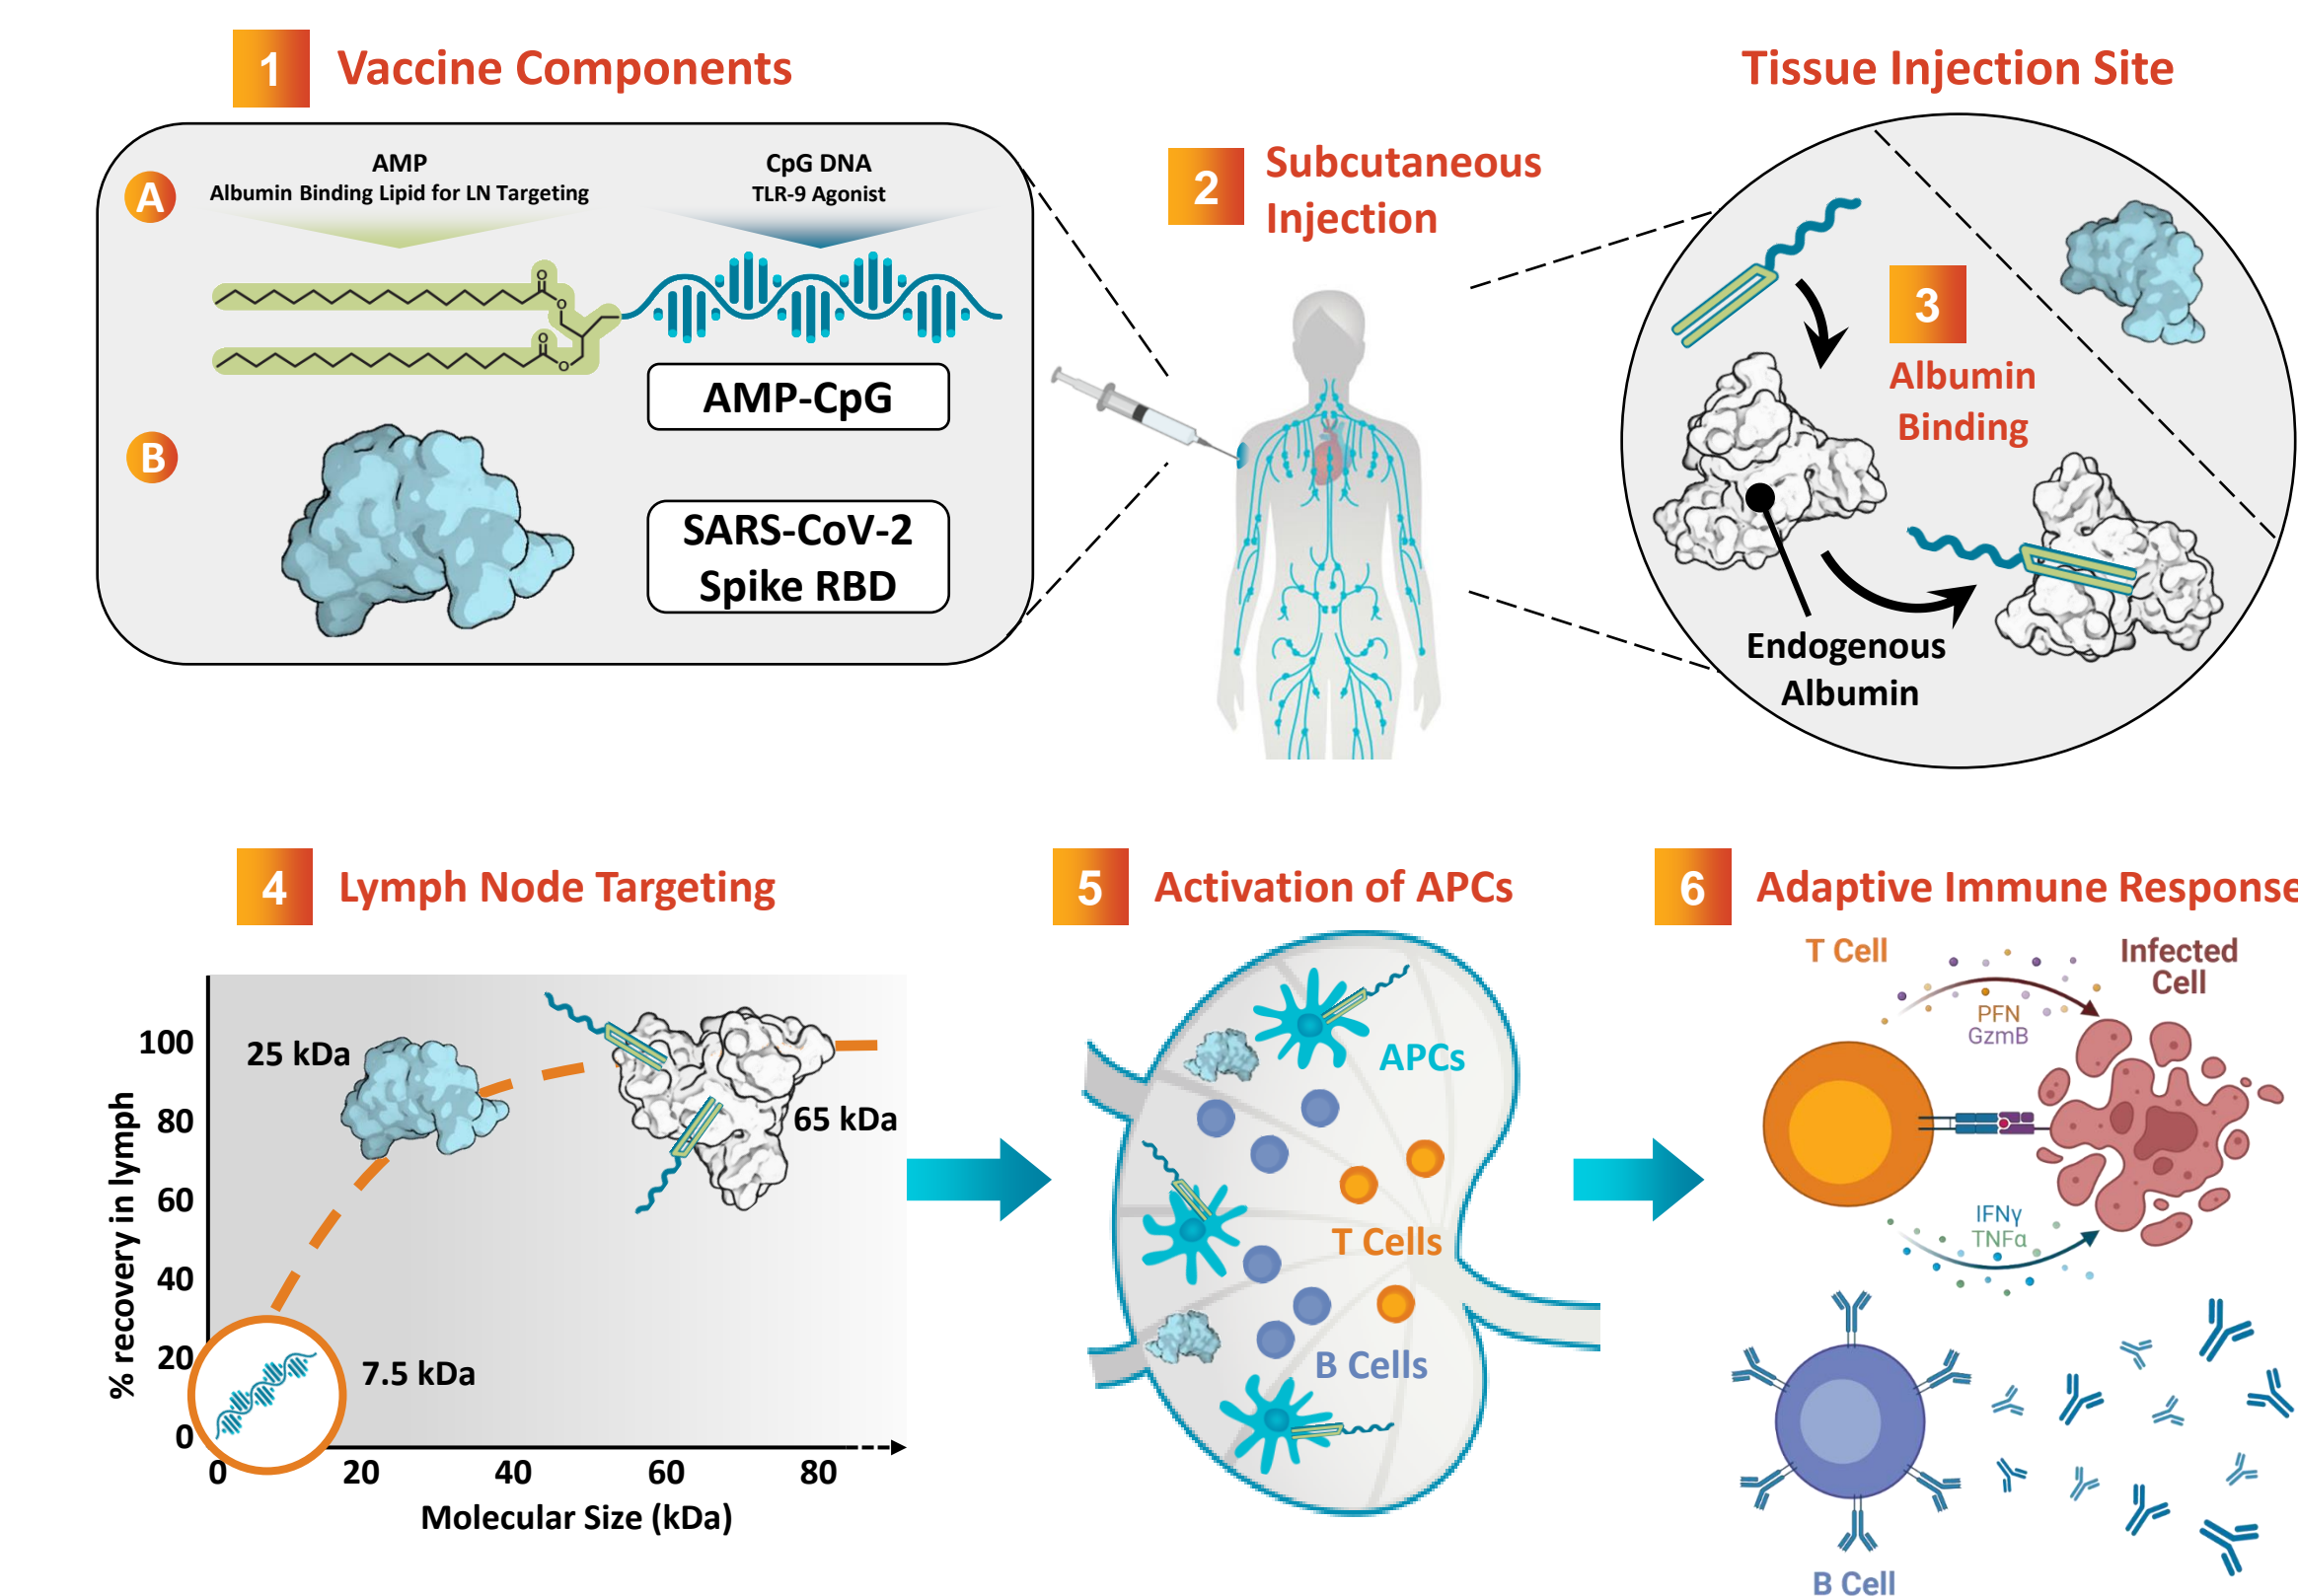 1 Vaccine Components
A
AMP
Albumin Binding Lipid for LN Targeting
CpG DNA
TLR-9 Agonist
O
O
O
O
AMP-CpG
B
SARS-CoV-2
Spike RBD
2 Subcutaneous
Injection
Tissue Injection Site
3
Albumin
Binding
Endogenous
Albumin
4 Lymph Node Targeting
% recovery in lymph
100
80
60
40
20
0
25 kDa
65 kDa
7.5 kDa
0 20 40 60 80
Molecular Size (kDa)
5 Activation of APCs
APCs
T Cells
B Cells
6 Adaptive Immune Response
T Cell
Infected
Cell
PFN
GzmB
IFNγ
TNFα
B Cell